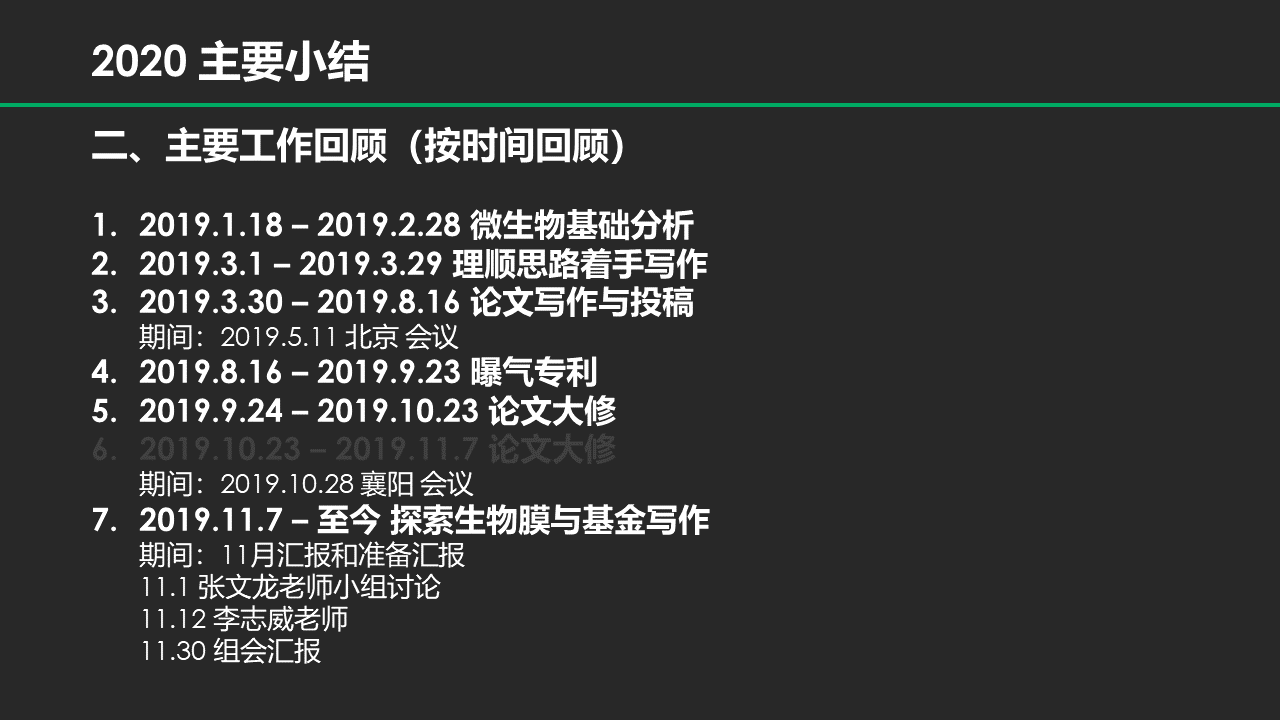 2020 主要小结
二、主要工作回顾（按时间回顾）
1. 2019.1.18 – 2019.2.28 微生物基础分析
2. 2019.3.1 – 2019.3.29 理顺思路着手写作
3. 2019.3.30 – 2019.8.16 论文写作与投稿
期间：2019.5.11 北京 会议
4. 2019.8.16 – 2019.9.23 曝气专利
5. 2019.9.24 – 2019.10.23 论文大修
6. 2019.10.23 – 2019.11.7 论文大修
期间：2019.10.28 襄阳 会议
7. 2019.11.7 – 至今 探索生物膜与基金写作
期间：11月汇报和准备汇报
11.1 张文龙老师小组讨论
11.12 李志威老师
11.30 组会汇报